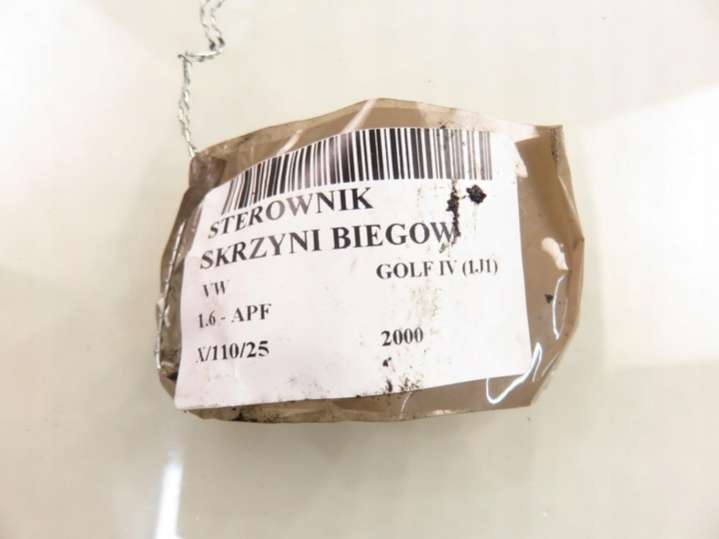 STEROWNIK
SKRZYNI BIEGOW
VW GOLF IV (1J1)
1.6 - APF
X/110/25 2000